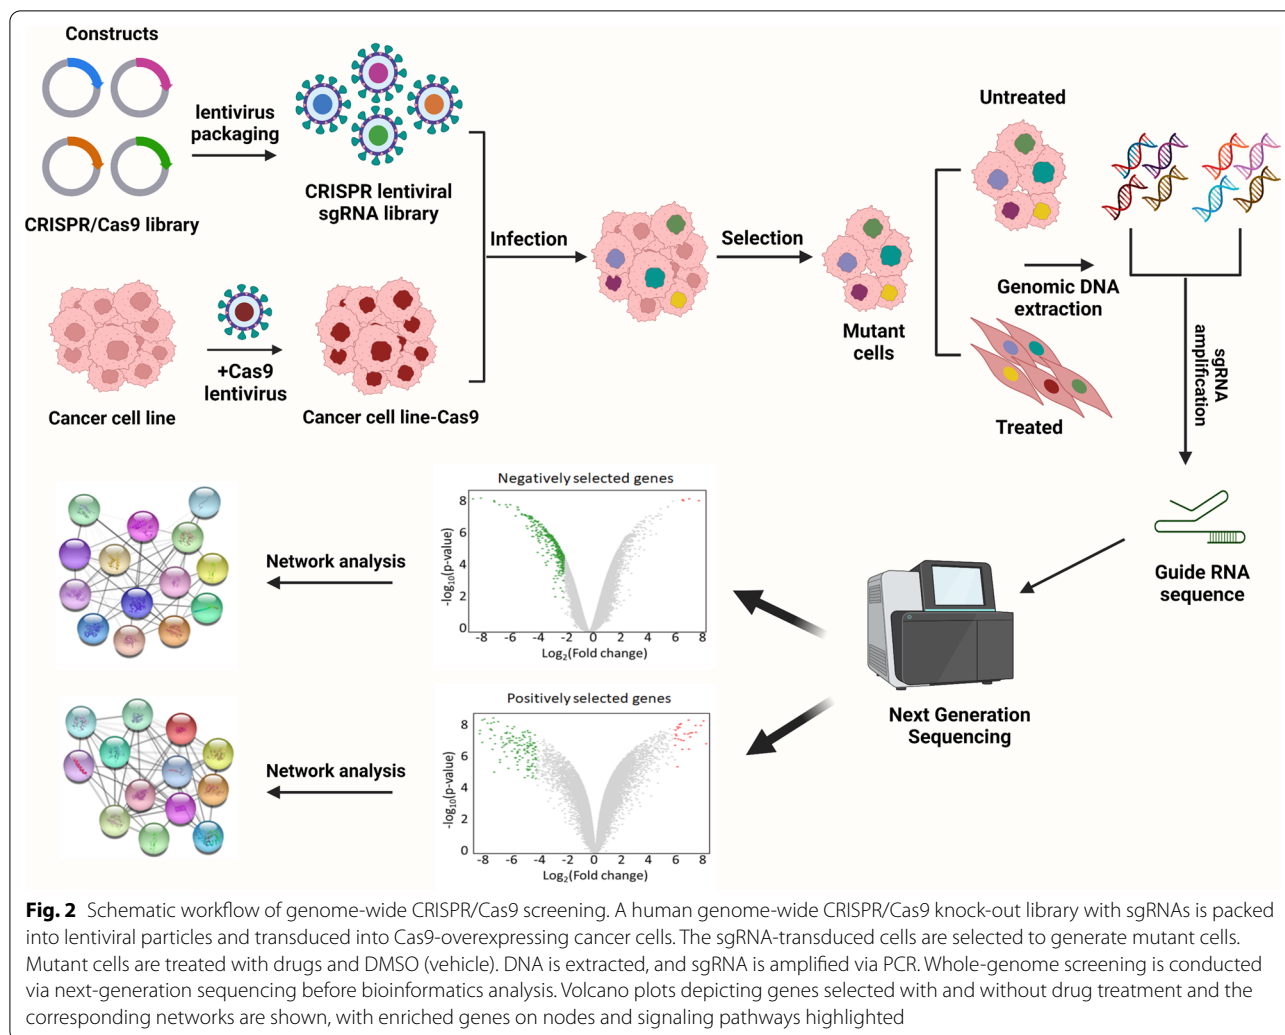 Constructs
CRISPR/Cas9 library
lentivirus
packaging
CRISPR lentiviral
sgRNA library
Cancer cell line
+Cas9
lentivirus
Cancer cell line-Cas9
Infection
Selection
Mutant
cells
Untreated
Treated
Genomic DNA
extraction
sgRNA
amplification
Guide RNA
sequence
Next Generation
Sequencing
Negatively selected genes
-log10(p-value)
8
6
4
2
0
-8 -6 -4 -2 0 2 4 6 8
Log2(Fold change)
Network analysis
Positively selected genes
-log10(p-value)
8
6
4
2
0
-8 -6 -4 -2 0 2 4 6 8
Log2(Fold change)
Network analysis
Fig. 2 Schematic workflow of genome-wide CRISPR/Cas9 screening. A human genome-wide CRISPR/Cas9 knock-out library with sgRNAs is packed
into lentiviral particles and transduced into Cas9-overexpressing cancer cells. The sgRNA-transduced cells are selected to generate mutant cells.
Mutant cells are treated with drugs and DMSO (vehicle). DNA is extracted, and sgRNA is amplified via PCR. Whole-genome screening is conducted
via next-generation sequencing before bioinformatics analysis. Volcano plots depicting genes selected with and without drug treatment and the
corresponding networks are shown, with enriched genes on nodes and signaling pathways highlighted